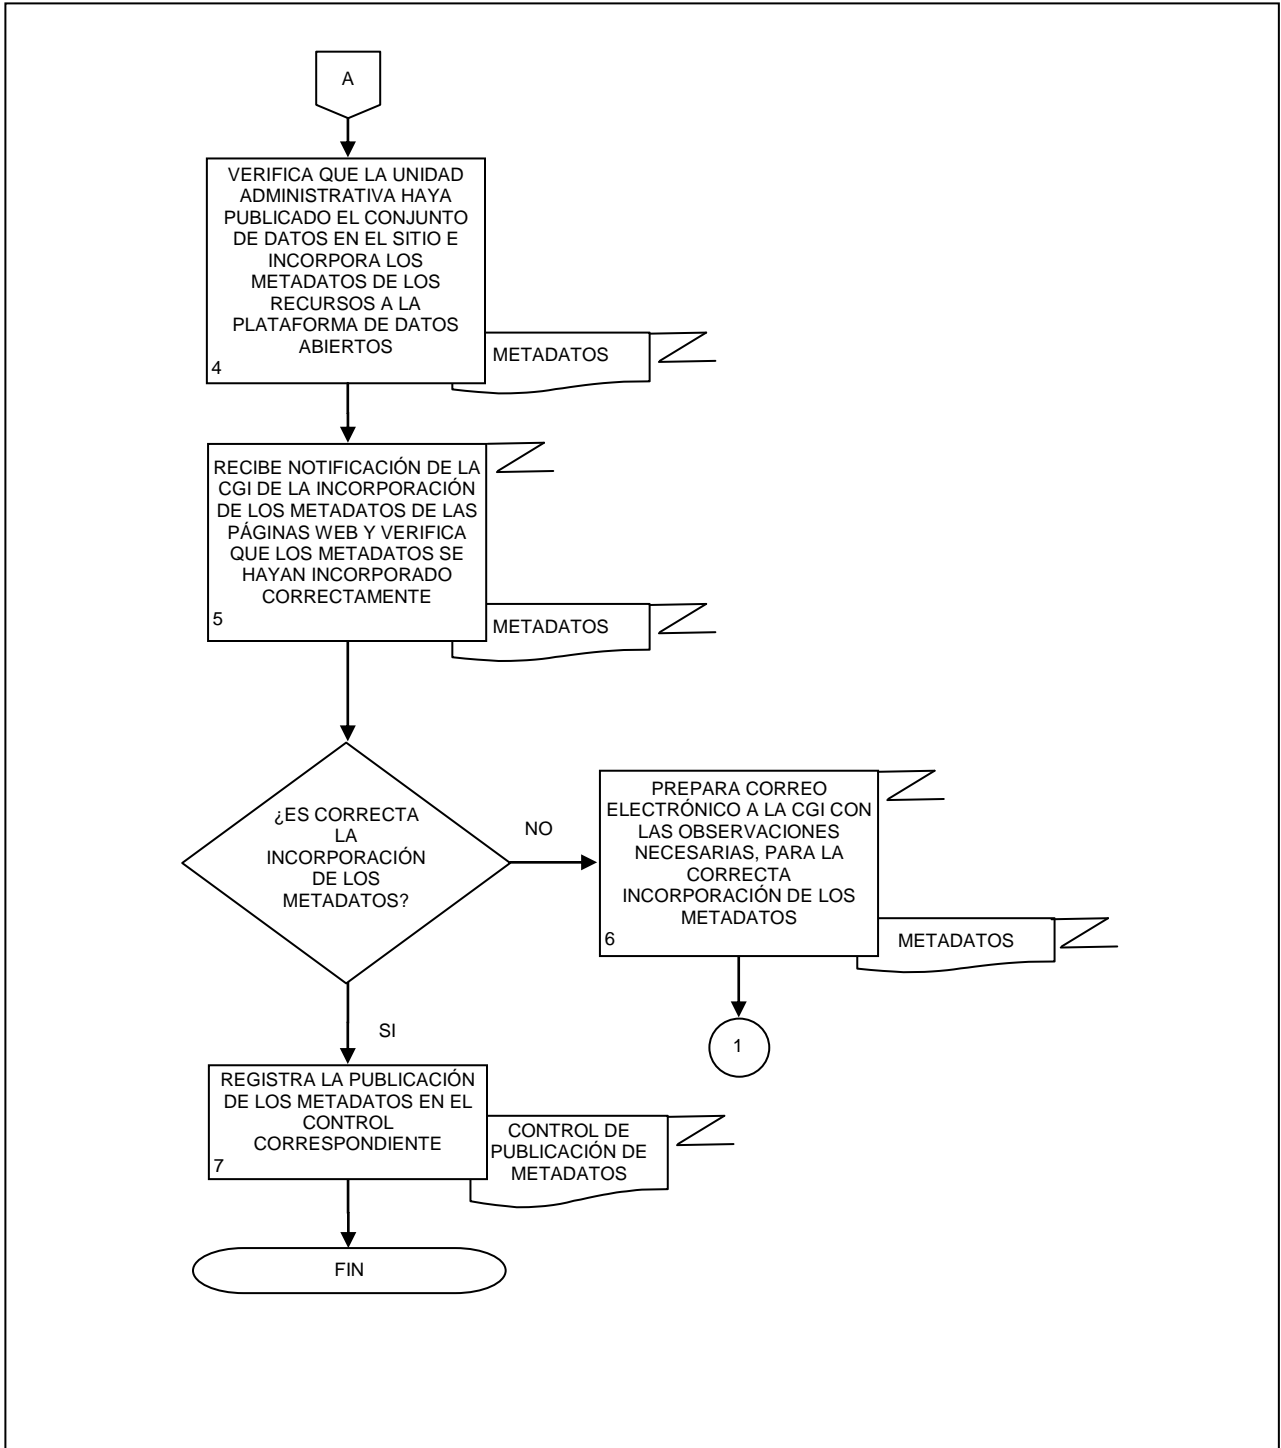 A
VERIFICA QUE LA UNIDAD
ADMINISTRATIVA HAYA
PUBLICADO EL CONJUNTO
DE DATOS EN EL SITIO E
INCORPORA LOS
METADATOS DE LOS
RECURSOS A LA
PLATAFORMA DE DATOS
ABIERTOS
4
METADATOS
RECIBE NOTIFICACIÓN DE LA
CGI DE LA INCORPORACIÓN
DE LOS METADATOS DE LAS
PÁGINAS WEB Y VERIFICA
QUE LOS METADATOS SE
HAYAN INCORPORADO
CORRECTAMENTE
5
METADATOS
¿ES CORRECTA
LA
INCORPORACIÓN
DE LOS
METADATOS?
NO
PREPARA CORREO
ELECTRÓNICO A LA CGI CON
LAS OBSERVACIONES
NECESARIAS, PARA LA
CORRECTA
INCORPORACIÓN DE LOS
METADATOS
6
METADATOS
1
SI
REGISTRA LA PUBLICACIÓN
DE LOS METADATOS EN EL
CONTROL
CORRESPONDIENTE
7
CONTROL DE
PUBLICACIÓN DE
METADATOS
FIN